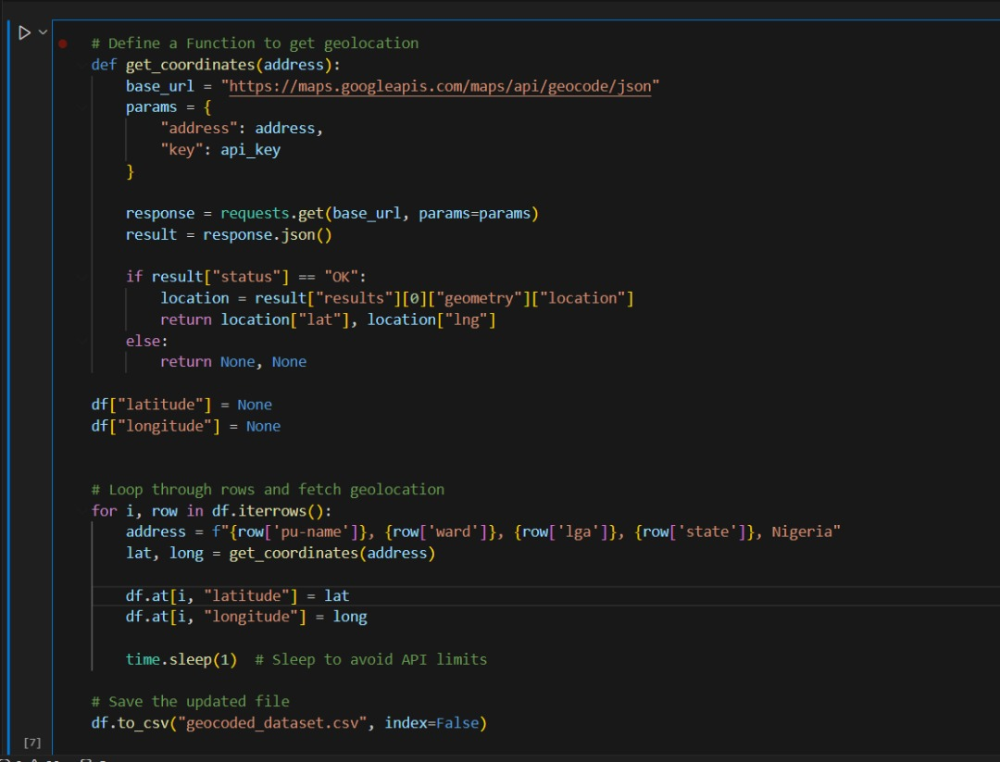 # Define a Function to get geolocation
def get_coordinates(address):
    base_url = "https://maps.googleapis.com/maps/api/geocode/json"
    params = {
        "address": address,
        "key": api_key
    }

    response = requests.get(base_url, params=params)
    result = response.json()

    if result["status"] == "OK":
        location = result["results"][0]["geometry"]["location"]
        return location["lat"], location["lng"]
    else:
        return None, None

df["latitude"] = None
df["longitude"] = None

# Loop through rows and fetch geolocation
for i, row in df.iterrows():
    address = f"{row['pu-name']}, {row['ward']}, {row['lga']}, {row['state']}, Nigeria"
    lat, long = get_coordinates(address)

    df.at[i, "latitude"] = lat
    df.at[i, "longitude"] = long

    time.sleep(1)  # Sleep to avoid API limits

# Save the updated file
df.to_csv("geocoded_dataset.csv", index=False)
[7]